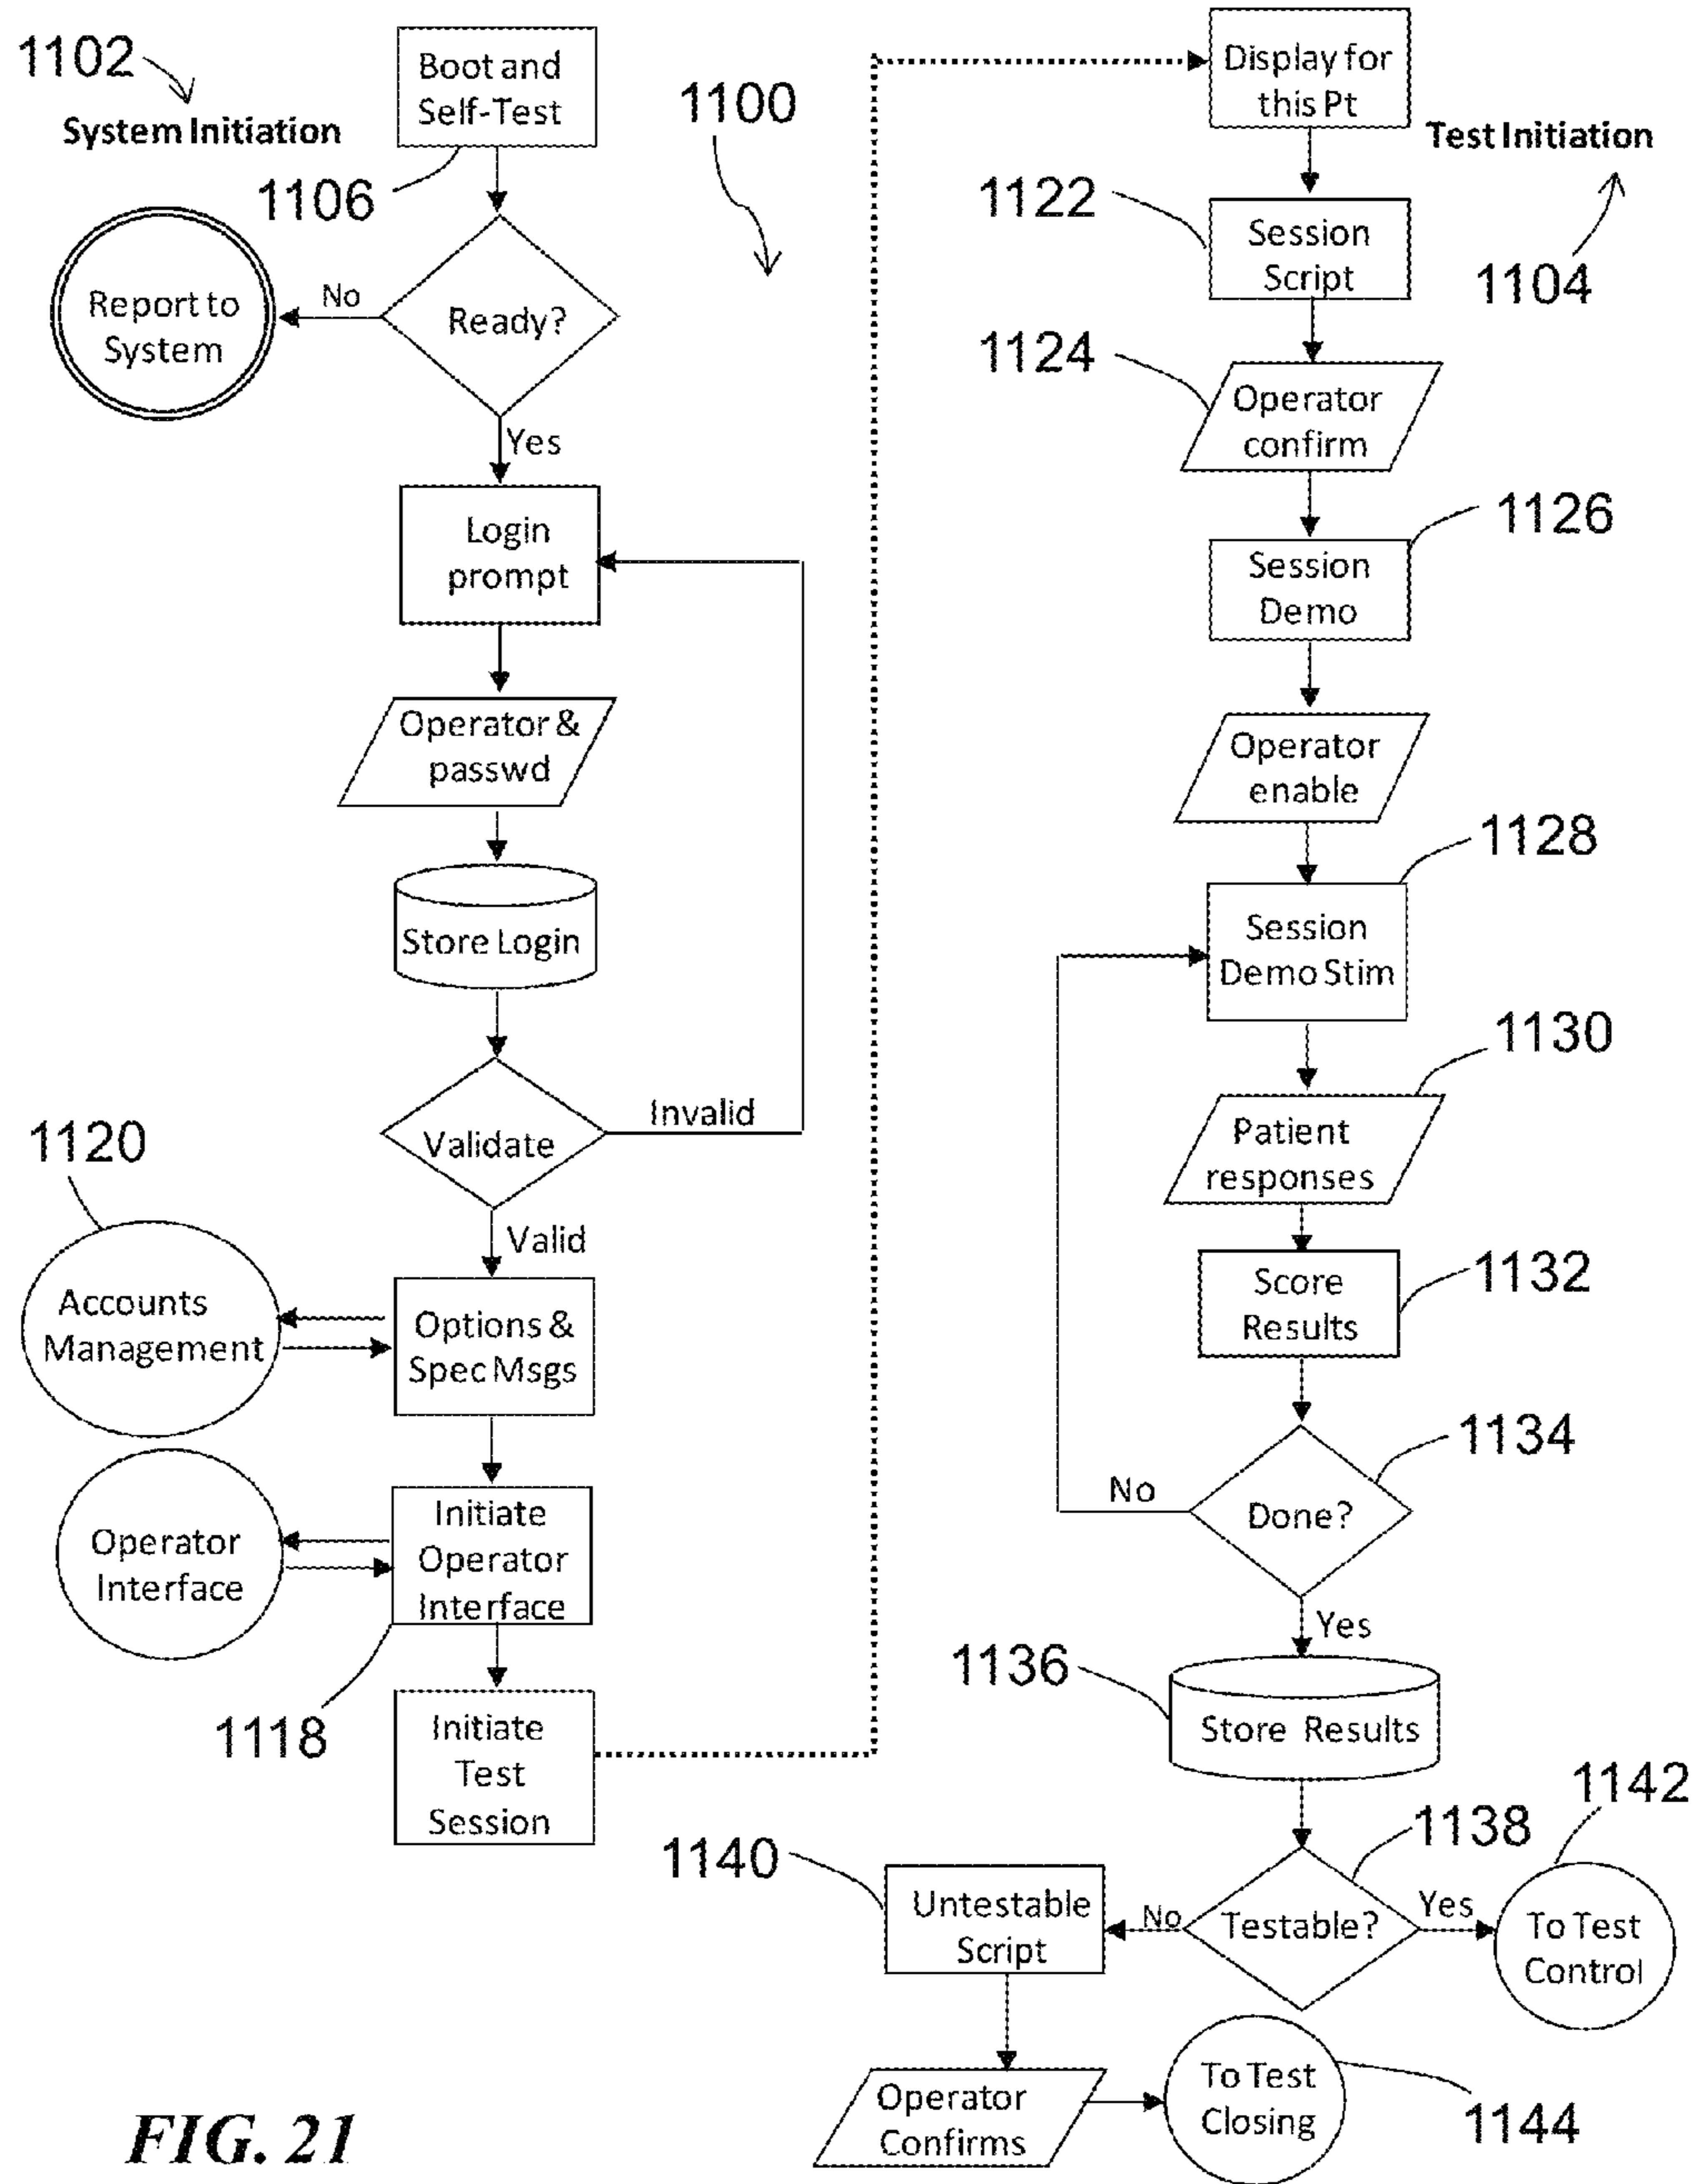 1102
System Initiation
Boot and
Self-Test
1106
1100
Report to
System
No
Ready?
Yes
Login
prompt
Operator &
passwd
Store Login
Validate
Invalid
Valid
1120
Accounts
Management
Options &
Spec Msgs
Operator
Interface
Initiate
Operator
Interface
1118
Initiate
Test
Session
Display for
this Pt
Test Initiation
1104
1122
Session
Script
1124
Operator
confirm
1126
Session
Demo
Operator
enable
1128
Session
Demo Stim
1130
Patient
responses
1132
Score
Results
1134
Done?
No
Yes
1136
Store Results
1138
Testable?
Yes
1142
To Test
Control
No
1140
Untestable
Script
Operator
Confirms
To Test
Closing
1144
FIG. 21